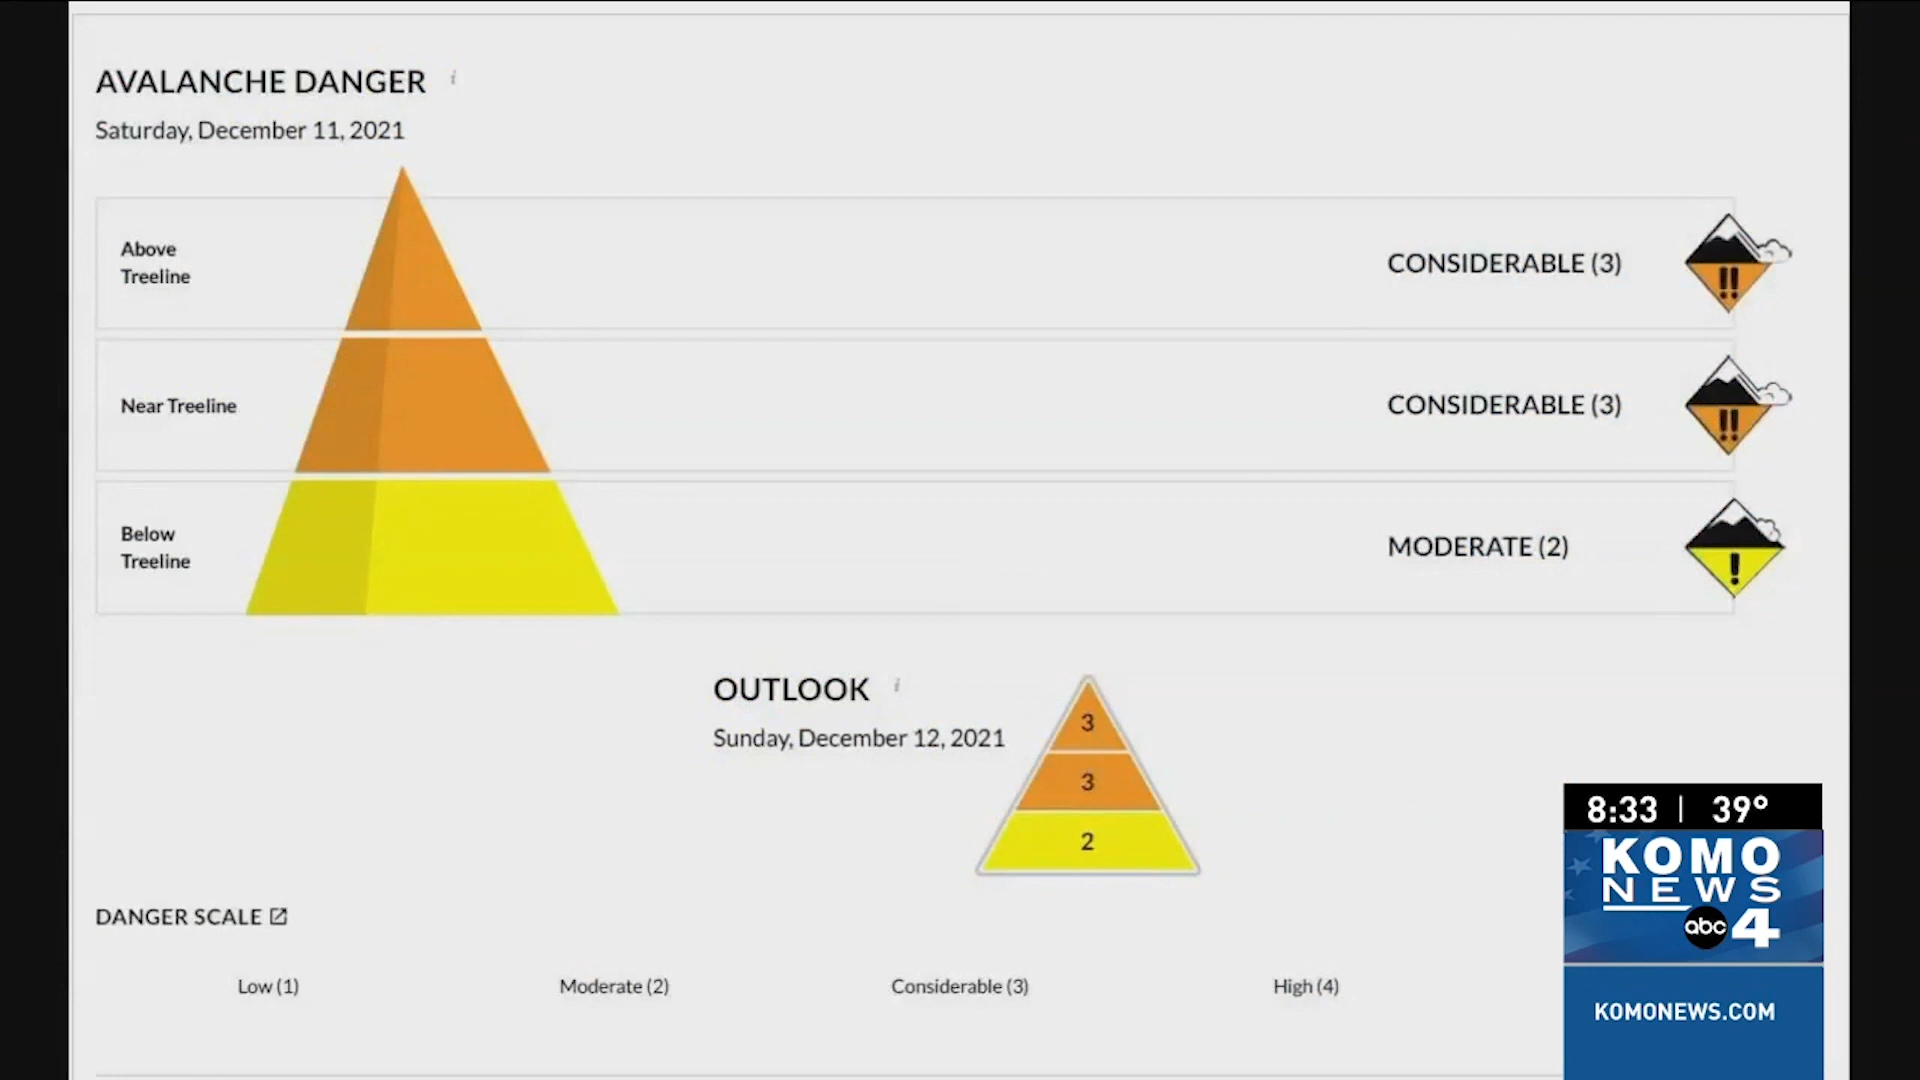 AVALANCHE DANGER i
Saturday, December 11, 2021
Above
Treeline
CONSIDERABLE (3)
!!
Near Treeline
CONSIDERABLE (3)
!!
Below
Treeline
MODERATE (2)
!
OUTLOOK i
Sunday, December 12, 2021
3
3
2
DANGER SCALE
Low (1)
Moderate (2)
Considerable (3)
High (4)
8:33 | 39°
KOMO
NEWS
abc 4
KOMONEWS.COM